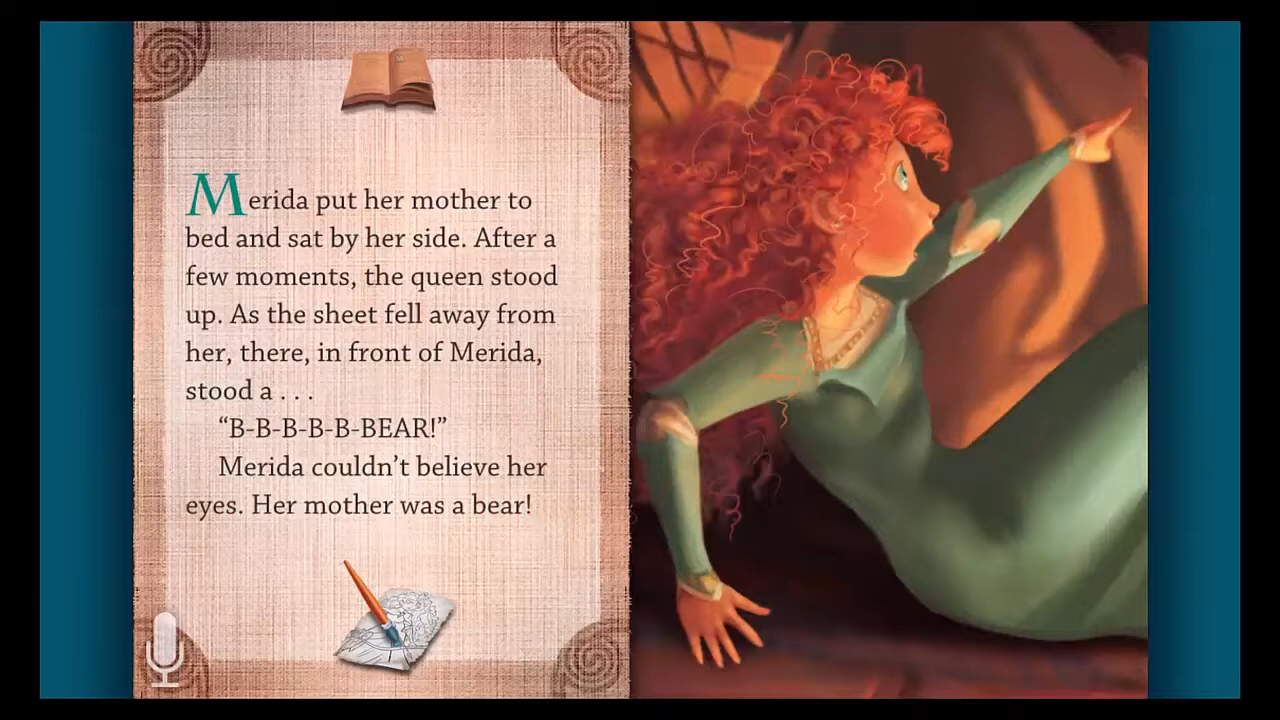 Merida put her mother to
bed and sat by her side. After a
few moments, the queen stood
up. As the sheet fell away from
her, there, in front of Merida,
stood a . . .
“B-B-B-B-B-BEAR!”
Merida couldn’t believe her
eyes. Her mother was a bear!